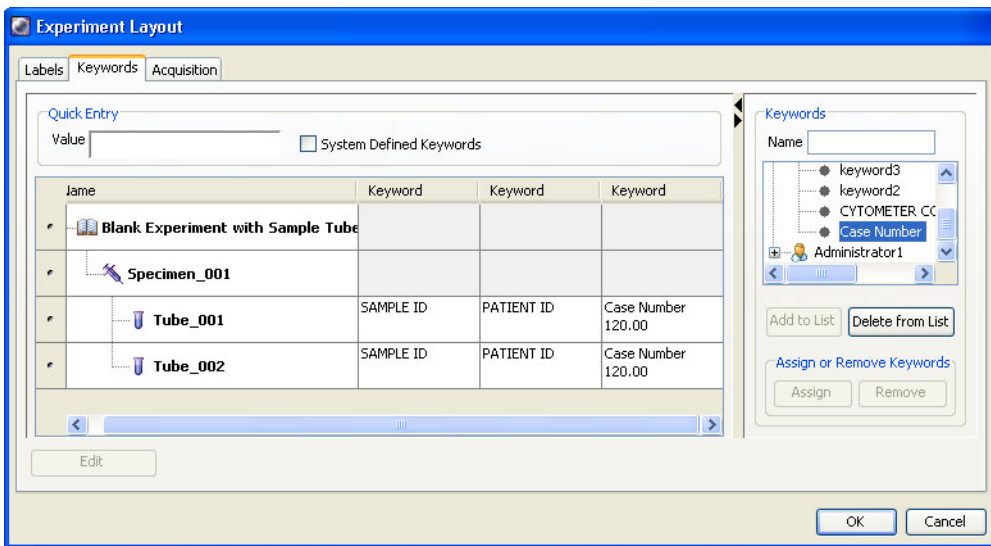 Experiment Layout
Labels Keywords Acquisition
Quick Entry
Value
System Defined Keywords
Jame Keyword Keyword Keyword
Blank Experiment with Sample Tube
Specimen_001
Tube_001 SAMPLE ID PATIENT ID Case Number
120.00
Tube_002 SAMPLE ID PATIENT ID Case Number
120.00
Edit
Keywords
Name
keyword3
keyword2
CYTOMETER CC
Case Number
Administrator1
Add to List Delete from List
Assign or Remove Keywords
Assign Remove
OK Cancel